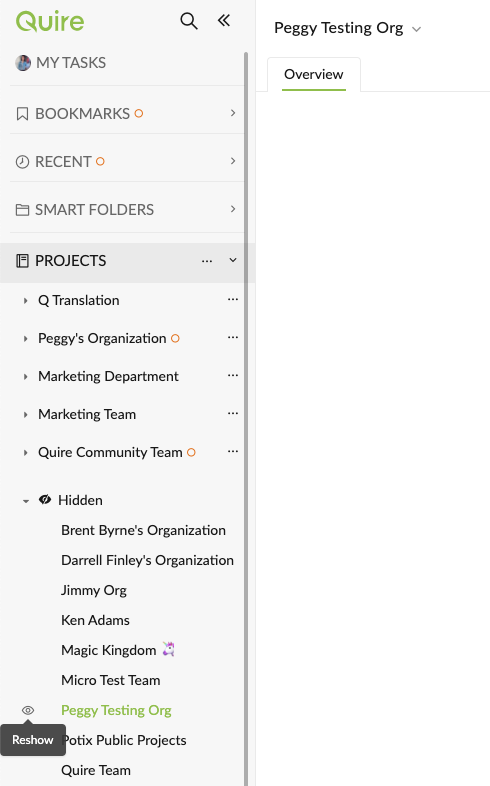 Quire
Peggy Testing Org
Overview
MY TASKS
BOOKMARKS
RECENT
SMART FOLDERS
PROJECTS
Q Translation
Peggy's Organization
Marketing Department
Marketing Team
Quire Community Team
Hidden
Brent Byrne's Organization
Darrell Finley's Organization
Jimmy Org
Ken Adams
Magic Kingdom 🦄
Micro Test Team
Peggy Testing Org
Reshow
Potix Public Projects
Quire Team